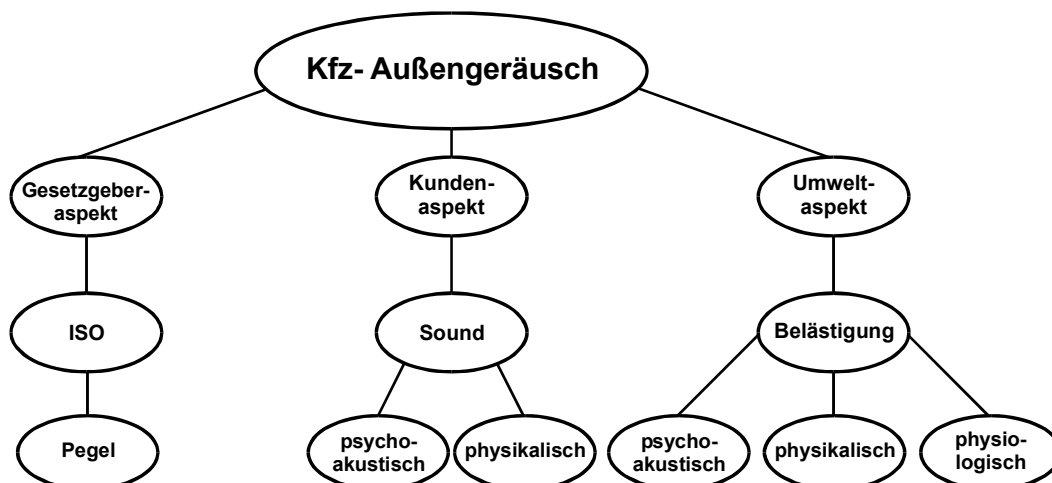 Kfz- Außengeräusch
Gesetzgeber-
aspekt
Kunden-
aspekt
Umwelt-
aspekt
ISO
Sound
Belästigung
Pegel
psycho-
akustisch
physikalisch
psycho-
akustisch
physikalisch
physio-
logisch